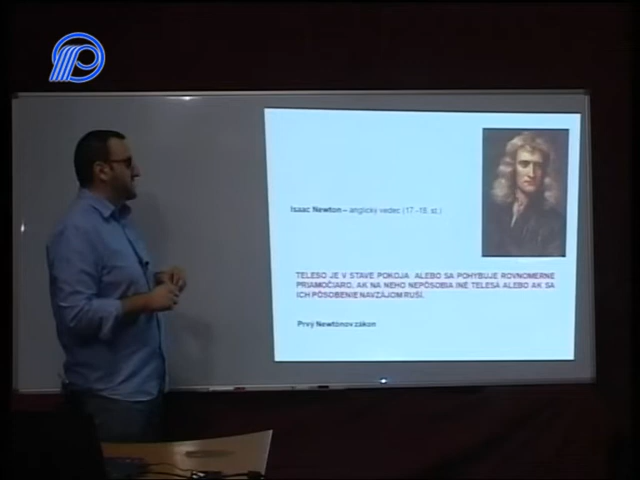 Isaac Newton – anglický vedec (17.-18. st.)
TELESO JE V STAVE POKOJA ALEBO SA POHYBUJE ROVNOMERNE
PRIAMOČIARO, AK NA NEHO NEPÔSOBIA INÉ TELESÁ ALEBO AK SA
ICH PÔSOBENIE NAVZÁJOM RUŠÍ.
Prvý Newtonov zákon